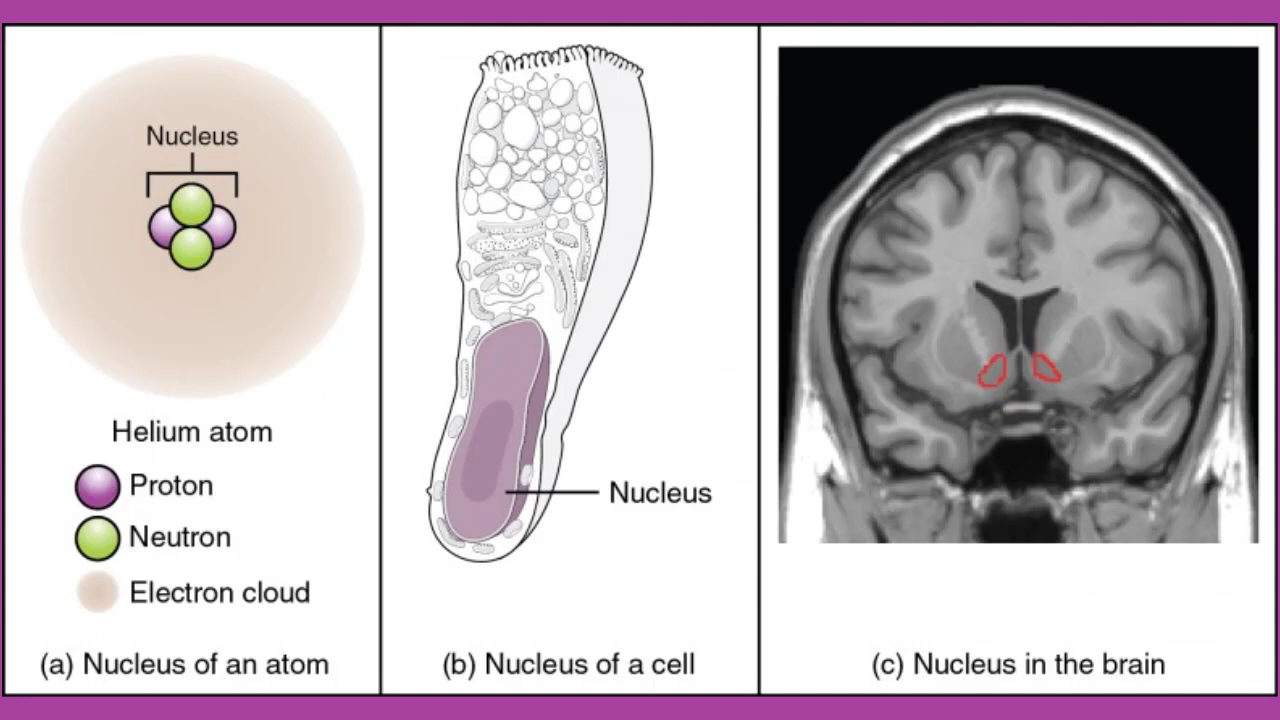 Nucleus
Helium atom
Proton
Neutron
Electron cloud
(a) Nucleus of an atom
Nucleus
(b) Nucleus of a cell
(c) Nucleus in the brain